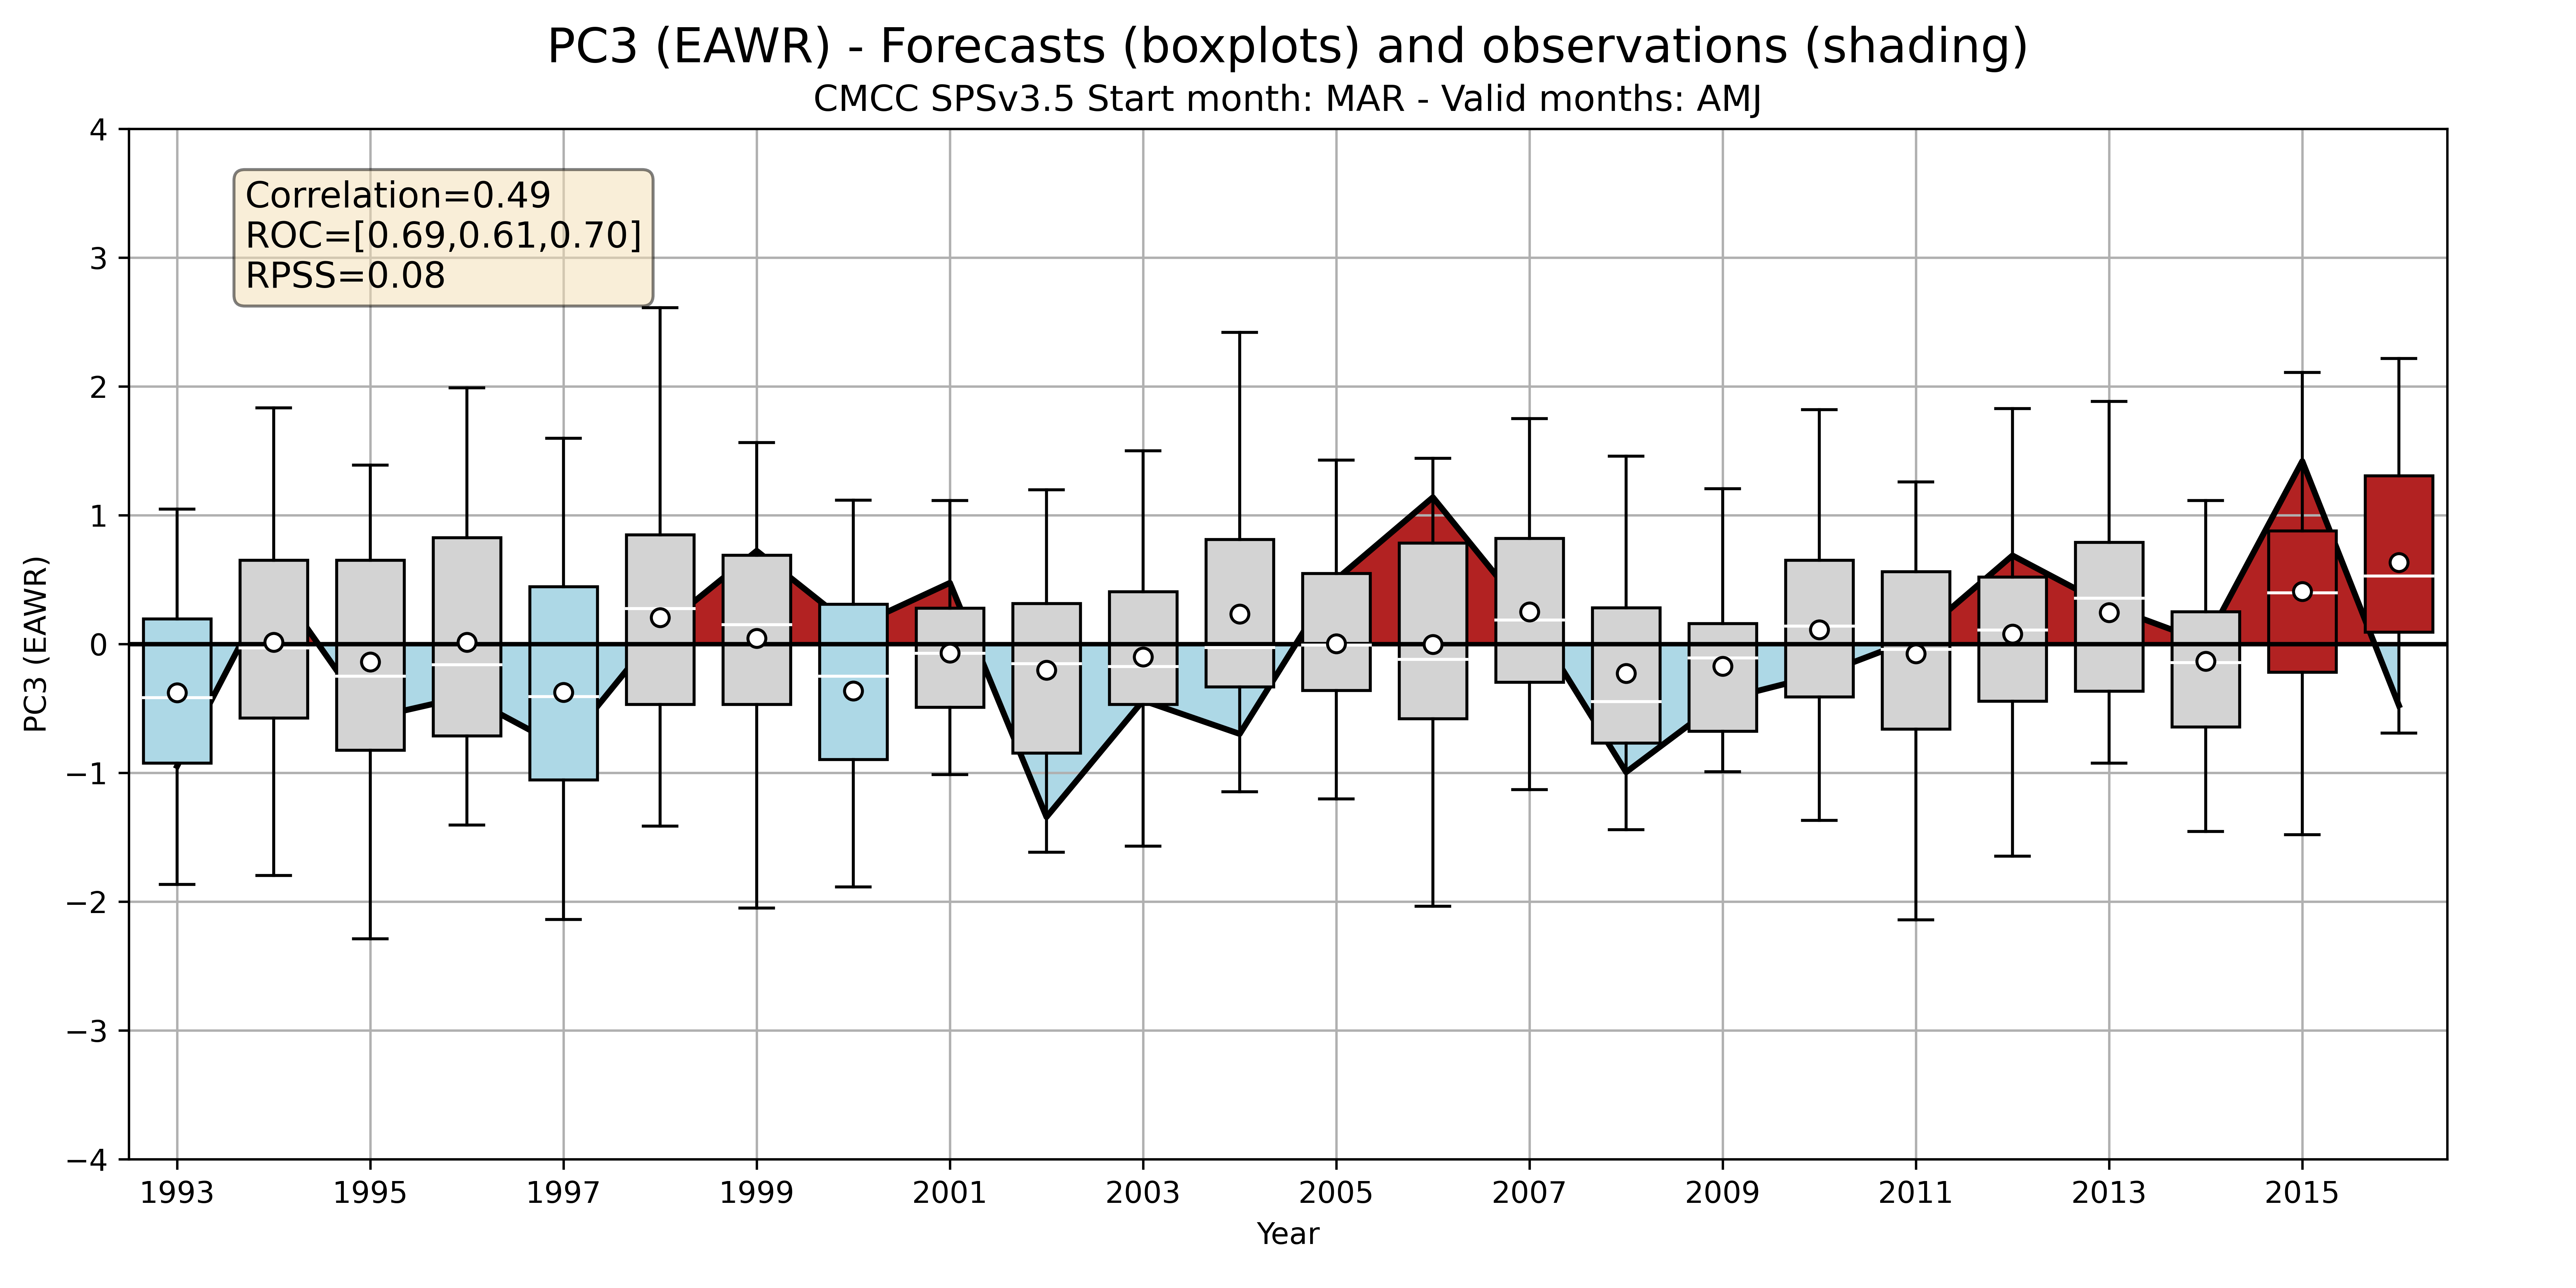 PC3 (EAWR) - Forecasts (boxplots) and observations (shading)
CMCC SPSv3.5 Start month: MAR - Valid months: AMJ
Correlation=0.49
ROC=[0.69,0.61,0.70]
RPSS=0.08
PC3 (EAWR)
4
3
2
1
0
−1
−2
−3
−4
1993 1995 1997 1999 2001 2003 2005 2007 2009 2011 2013 2015
Year